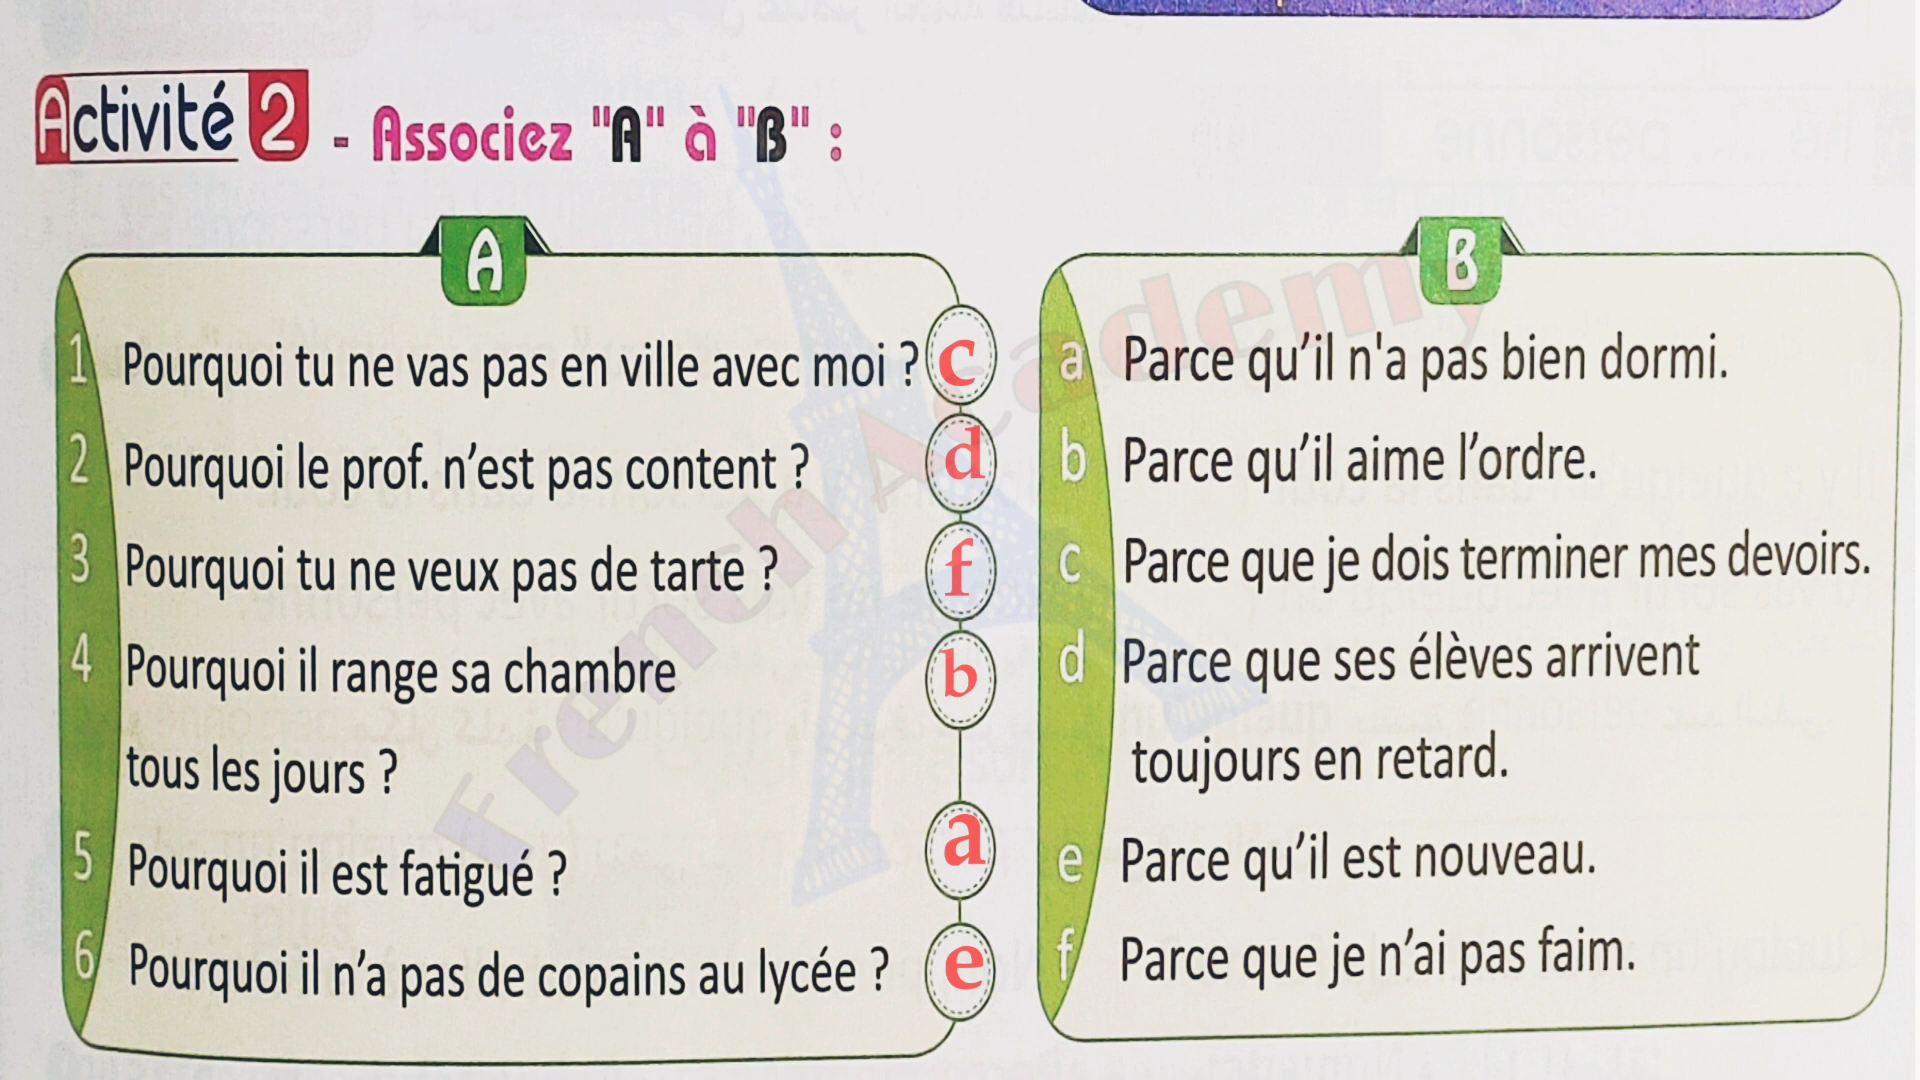 Activité 2 - Associez "A" à "B" :
A
1 Pourquoi tu ne vas pas en ville avec moi ? c
2 Pourquoi le prof. n'est pas content ? d
3 Pourquoi tu ne veux pas de tarte ? f
4 Pourquoi il range sa chambre b
tous les jours ?
5 Pourquoi il est fatigué ? a
6 Pourquoi il n'a pas de copains au lycée ? e
B
a Parce qu'il n'a pas bien dormi.
b Parce qu'il aime l'ordre.
c Parce que je dois terminer mes devoirs.
d Parce que ses élèves arrivent
toujours en retard.
e Parce qu'il est nouveau.
f Parce que je n'ai pas faim.
French Academy